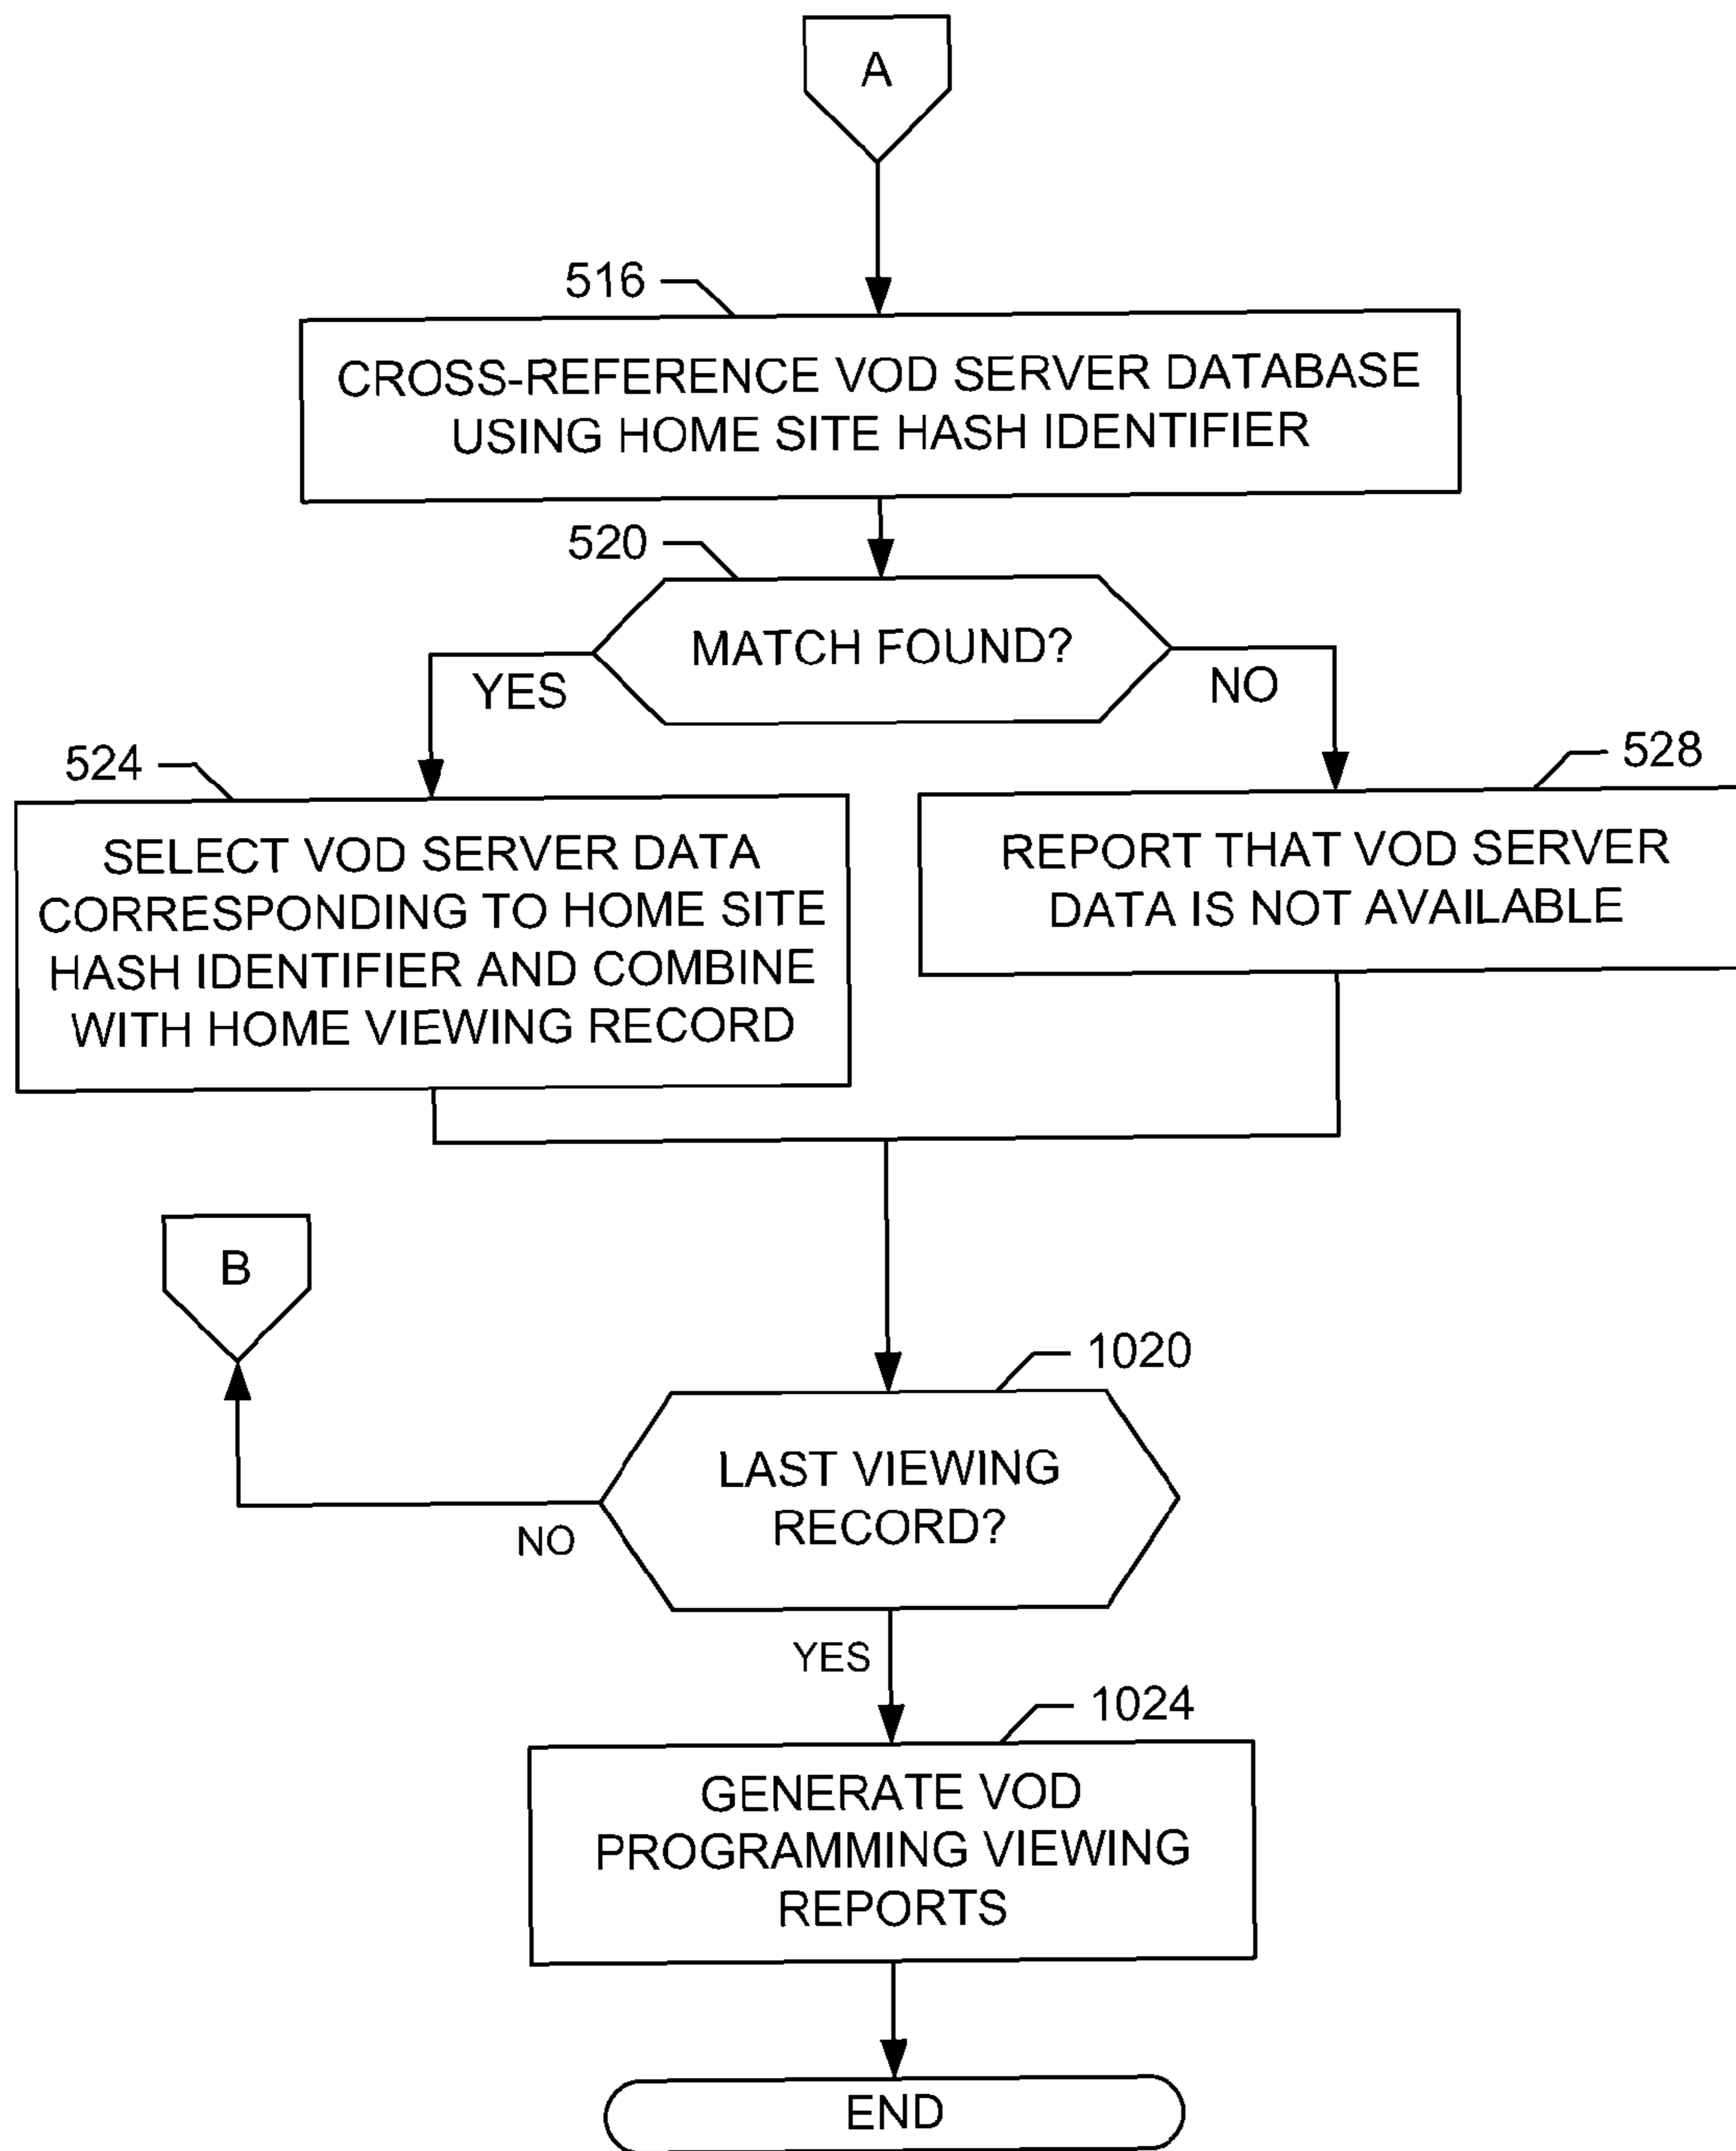 A
516
CROSS-REFERENCE VOD SERVER DATABASE
USING HOME SITE HASH IDENTIFIER
520
MATCH FOUND?
YES
NO
524
SELECT VOD SERVER DATA
CORRESPONDING TO HOME SITE
HASH IDENTIFIER AND COMBINE
WITH HOME VIEWING RECORD
528
REPORT THAT VOD SERVER
DATA IS NOT AVAILABLE
B
1020
LAST VIEWING
RECORD?
NO
YES
1024
GENERATE VOD
PROGRAMMING VIEWING
REPORTS
END